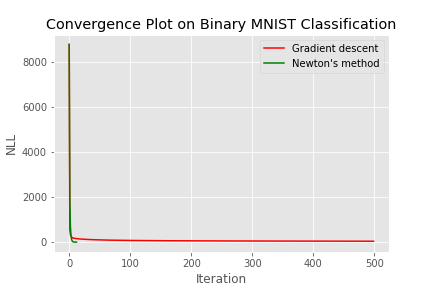 Convergence Plot on Binary MNIST Classification
Gradient descent
Newton's method
8000
6000
4000
2000
0
NLL
0 100 200 300 400 500
Iteration